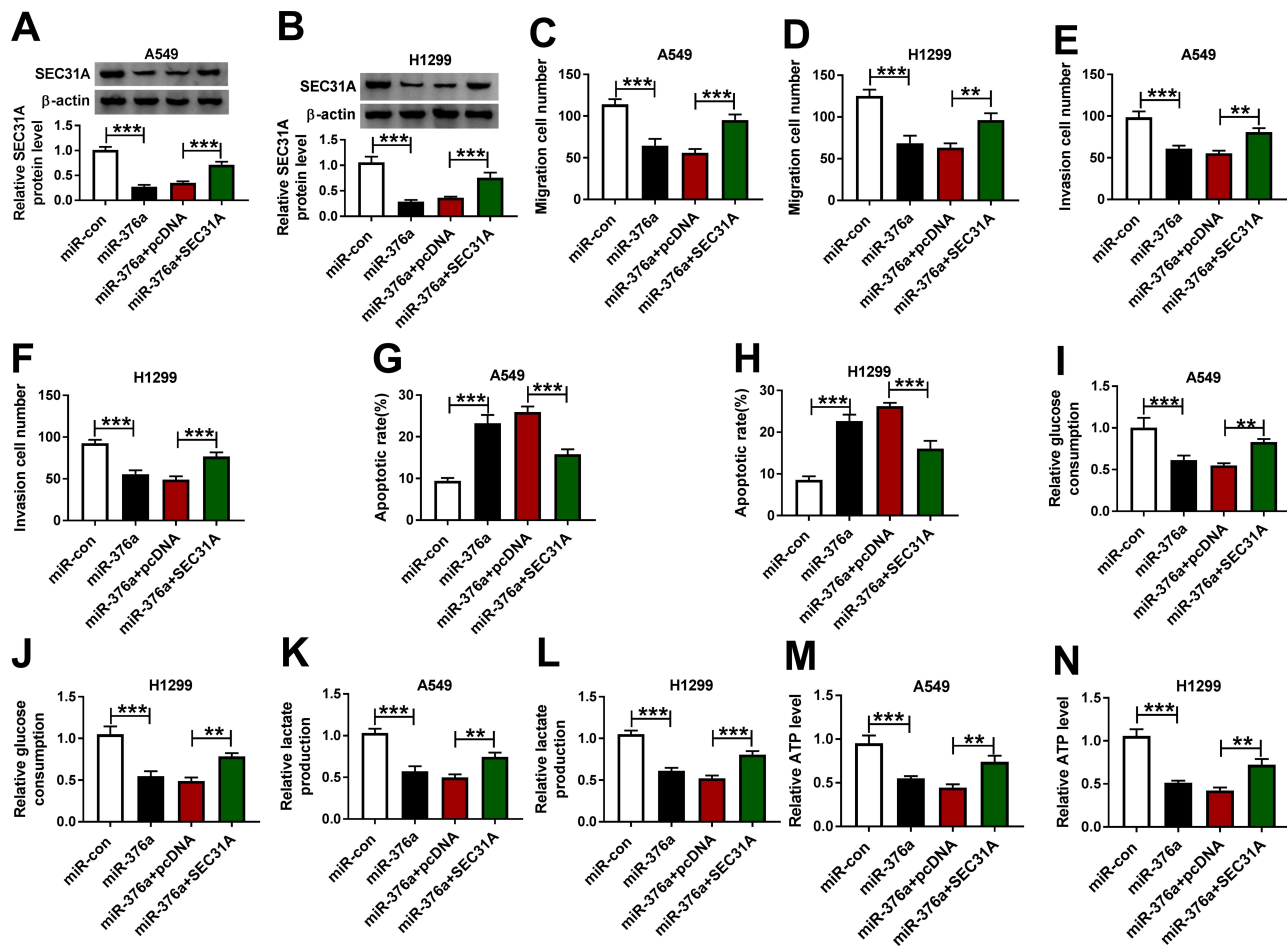 A
A549
SEC31A
β-actin
Relative SEC31A
protein level
1.5
1.0
0.5
0.0
***
***
miR-con
miR-376a
miR-376a+pcDNA
miR-376a+SEC31A
B
H1299
SEC31A
β-actin
Relative SEC31A
protein level
1.5
1.0
0.5
0.0
***
***
miR-con
miR-376a
miR-376a+pcDNA
miR-376a+SEC31A
C
A549
Migration cell number
150
100
50
0
***
***
miR-con
miR-376a
miR-376a+pcDNA
miR-376a+SEC31A
D
H1299
Migration cell number
150
100
50
0
***
**
miR-con
miR-376a
miR-376a+pcDNA
miR-376a+SEC31A
E
A549
Invasion cell number
150
100
50
0
***
**
miR-con
miR-376a
miR-376a+pcDNA
miR-376a+SEC31A
F
H1299
Invasion cell number
150
100
50
0
***
***
miR-con
miR-376a
miR-376a+pcDNA
miR-376a+SEC31A
G
A549
Apoptotic rate(%)
30
20
10
0
***
***
miR-con
miR-376a
miR-376a+pcDNA
miR-376a+SEC31A
H
H1299
Apoptotic rate(%)
30
20
10
0
***
***
miR-con
miR-376a
miR-376a+pcDNA
miR-376a+SEC31A
I
A549
Relative glucose
consumption
1.5
1.0
0.5
0.0
***
**
miR-con
miR-376a
miR-376a+pcDNA
miR-376a+SEC31A
J
H1299
Relative glucose
consumption
1.5
1.0
0.5
0.0
***
**
miR-con
miR-376a
miR-376a+pcDNA
miR-376a+SEC31A
K
A549
Relative lactate
production
1.5
1.0
0.5
0.0
***
**
miR-con
miR-376a
miR-376a+pcDNA
miR-376a+SEC31A
L
H1299
Relative lactate
production
1.5
1.0
0.5
0.0
***
***
miR-con
miR-376a
miR-376a+pcDNA
miR-376a+SEC31A
M
A549
Relative ATP level
1.5
1.0
0.5
0.0
***
**
miR-con
miR-376a
miR-376a+pcDNA
miR-376a+SEC31A
N
H1299
Relative ATP level
1.5
1.0
0.5
0.0
***
**
miR-con
miR-376a
miR-376a+pcDNA
miR-376a+SEC31A